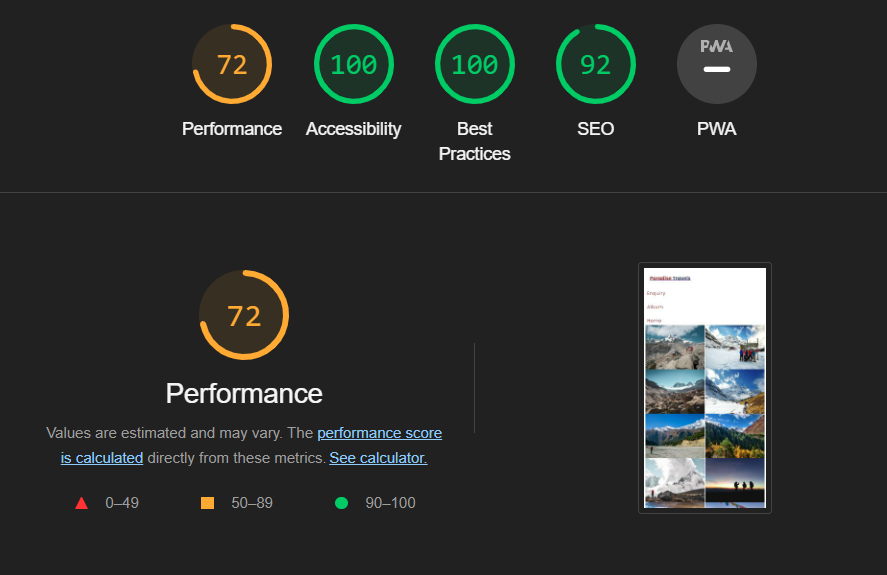 72
100
100
92
PWA
Performance
Accessibility
Best
Practices
SEO
PWA
72
Performance
Values are estimated and may vary. The performance score
is calculated directly from these metrics. See calculator.
0–49
50–89
90–100
Paradise Travels
Enquiry
Album
Home